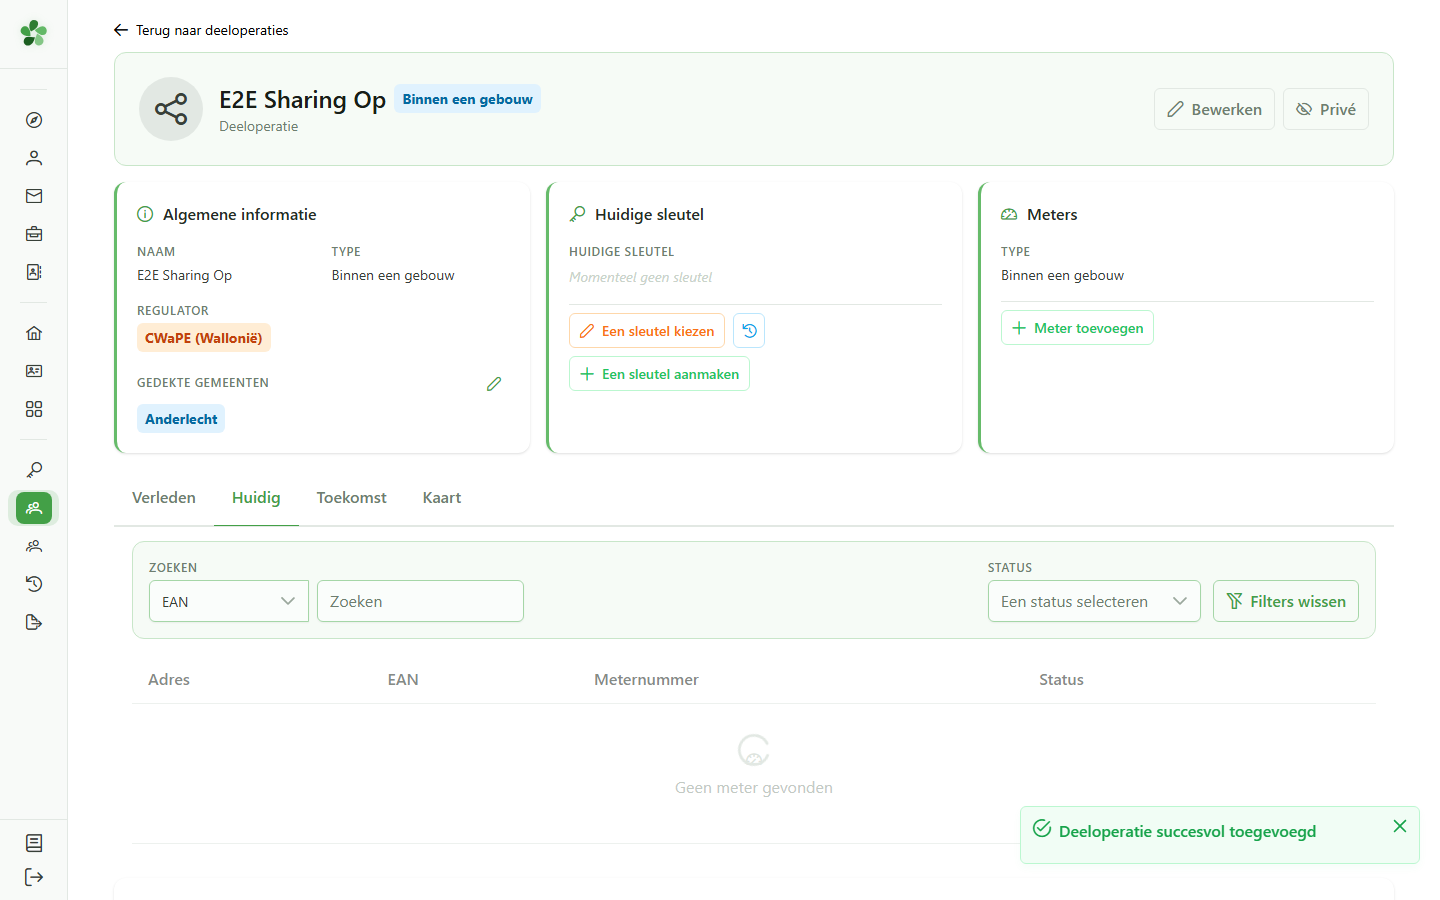 Terug naar deeloperaties
E2E Sharing Op
Binnen een gebouw
Deeloperatie
Bewerken
Privé
Algemene informatie
NAAM
TYPE
E2E Sharing Op
Binnen een gebouw
REGULATOR
CWaPE (Wallonië)
GEDEKTE GEMEENTEN
Anderlecht
Huidige sleutel
HUIDIGE SLEUTEL
Momenteel geen sleutel
Een sleutel kiezen
Een sleutel aanmaken
Meters
TYPE
Binnen een gebouw
Meter toevoegen
Verleden
Huidig
Toekomst
Kaart
ZOEKEN
EAN
Zoeken
STATUS
Een status selecteren
Filters wissen
Adres
EAN
Meternummer
Status
Geen meter gevonden
Deeloperatie succesvol toegevoegd